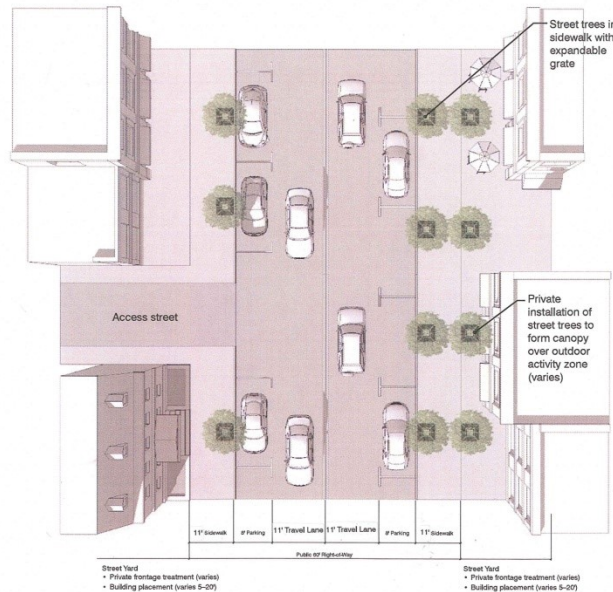 Street trees in
sidewalk with
expandable
grate
Access street
Private
installation of
street trees to
form canopy
over outdoor
activity zone
(varies)
11' Sidewalk 8' Parking 11' Travel Lane 11' Travel Lane 8' Parking 11' Sidewalk
Public 60' Right-of-Way
Street Yard
• Private frontage treatment (varies)
• Building placement (varies 5–20')
Street Yard
• Private frontage treatment (varies)
• Building placement (varies 5–20')